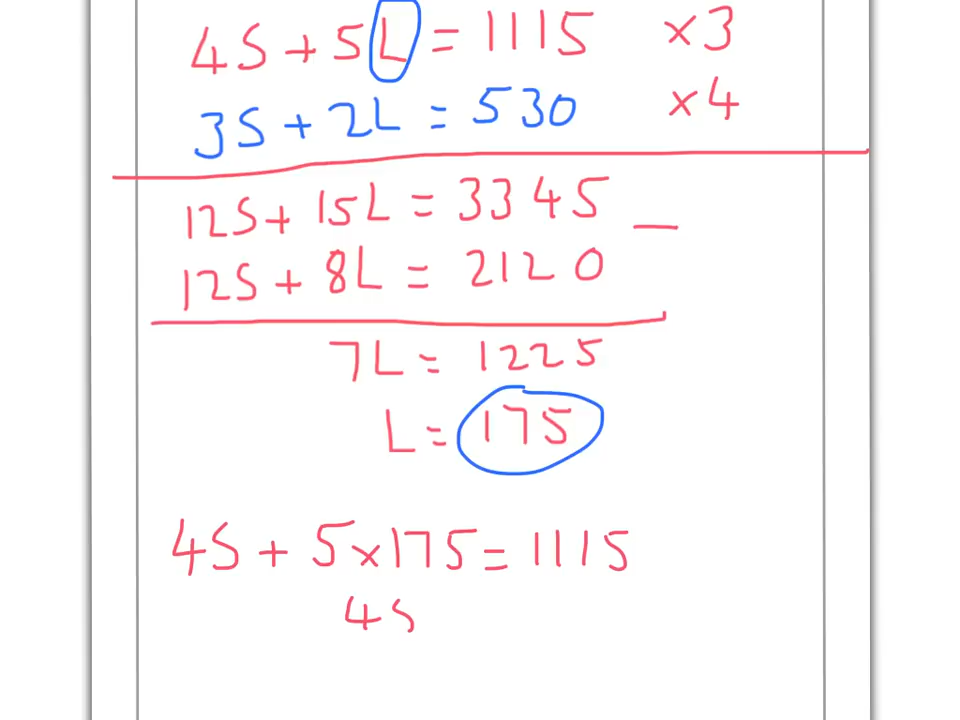 4S + 5L = 1115 ×3
3S + 2L = 530 ×4
12S + 15L = 3345 —
12S + 8L = 2120
7L = 1225
L = 175
4S + 5×175 = 1115
4S